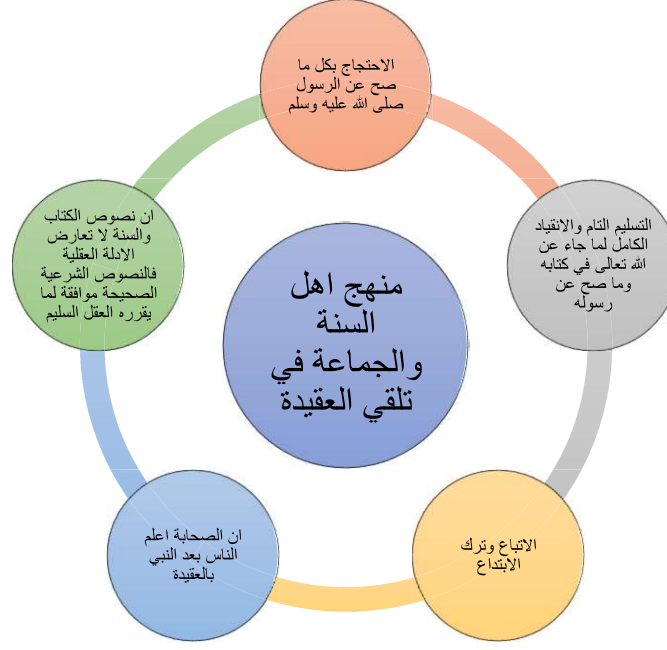 الاحتجاج بكل ما
صح عن الرسول
صلى الله عليه وسلم
التسليم التام والانقياد
الكامل لما جاء عن
الله تعالى في كتابه
وما صح عن
رسوله
الاتباع وترك
الابتداع
ان الصحابة اعلم
الناس بعد النبي
بالعقيدة
ان نصوص الكتاب
والسنة لا تعارض
الادلة العقلية
فالنصوص الشرعية
الصحيحة موافقة لما
يقرره العقل السليم
منهج اهل
السنة
والجماعة في
تلقي العقيدة